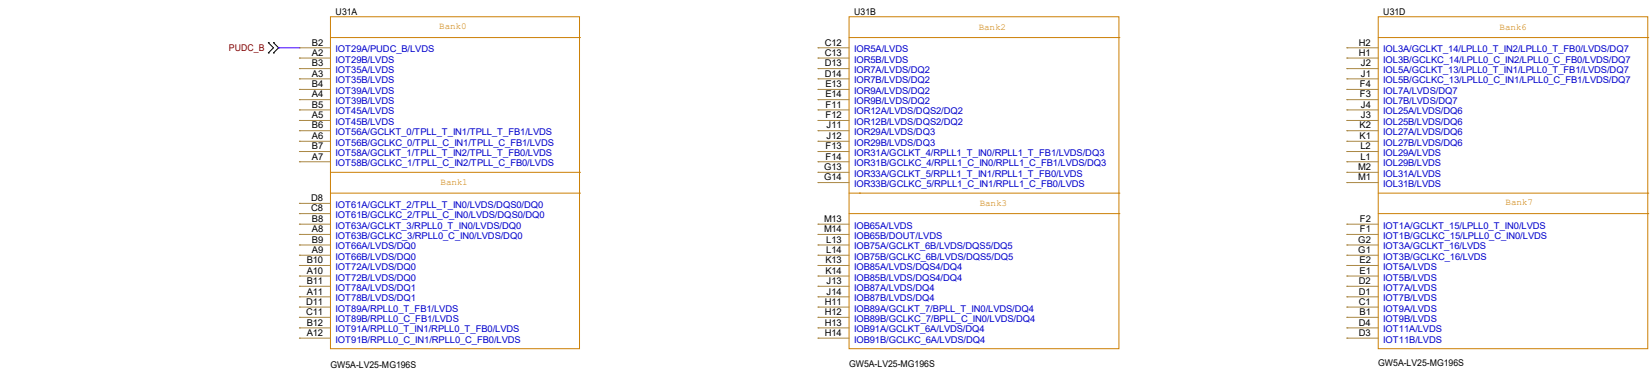 U31A
Bank0
PUDC_B
B2 IOT29A/PUDC_B/LVDS
A2 IOT29B/LVDS
B3 IOT35A/LVDS
A3 IOT35B/LVDS
B4 IOT39A/LVDS
A4 IOT39B/LVDS
B5 IOT45A/LVDS
A5 IOT45B/LVDS
B6 IOT56A/GCLKT_0/TPLL_T_IN1/TPLL_T_FB1/LVDS
A6 IOT56B/GCLKC_0/TPLL_C_IN1/TPLL_C_FB1/LVDS
B7 IOT58A/GCLKT_1/TPLL_T_IN2/TPLL_T_FB0/LVDS
A7 IOT58B/GCLKC_1/TPLL_C_IN2/TPLL_C_FB0/LVDS
Bank1
D8 IOT61A/GCLKT_2/TPLL_T_IN0/LVDS/DQS0/DQ0
C8 IOT61B/GCLKC_2/TPLL_C_IN0/LVDS/DQS0/DQ0
B8 IOT63A/GCLKT_3/RPLL0_T_IN0/LVDS/DQ0
A8 IOT63B/GCLKC_3/RPLL0_C_IN0/LVDS/DQ0
B9 IOT66A/LVDS/DQ0
A9 IOT66B/LVDS/DQ0
B10 IOT72A/LVDS/DQ0
A10 IOT72B/LVDS/DQ0
B11 IOT78A/LVDS/DQ1
A11 IOT78B/LVDS/DQ1
D11 IOT89A/RPLL0_T_FB1/LVDS
C11 IOT89B/RPLL0_C_FB1/LVDS
B12 IOT91A/RPLL0_T_IN1/RPLL0_T_FB0/LVDS
A12 IOT91B/RPLL0_C_IN1/RPLL0_C_FB0/LVDS
GW5A-LV25-MG196S
U31B
Bank2
C12 IOR5A/LVDS
C13 IOR5B/LVDS
D13 IOR7A/LVDS/DQ2
D14 IOR7B/LVDS/DQ2
E13 IOR9A/LVDS/DQ2
E14 IOR9B/LVDS/DQ2
F11 IOR12A/LVDS/DQS2/DQ2
F12 IOR12B/LVDS/DQS2/DQ2
J11 IOR29A/LVDS/DQ3
J12 IOR29B/LVDS/DQ3
F13 IOR31A/GCLKT_4/RPLL1_T_IN0/RPLL1_T_FB1/LVDS/DQ3
F14 IOR31B/GCLKC_4/RPLL1_C_IN0/RPLL1_C_FB1/LVDS/DQ3
G13 IOR33A/GCLKT_5/RPLL1_T_IN1/RPLL1_T_FB0/LVDS
G14 IOR33B/GCLKC_5/RPLL1_C_IN1/RPLL1_C_FB0/LVDS
Bank3
M13 IOB65A/LVDS
M14 IOB65B/DOUT/LVDS
L13 IOB75A/GCLKT_6B/LVDS/DQS5/DQ5
L14 IOB75B/GCLKC_6B/LVDS/DQS5/DQ5
K13 IOB85A/LVDS/DQS4/DQ4
K14 IOB85B/LVDS/DQS4/DQ4
J13 IOB87A/LVDS/DQ4
J14 IOB87B/LVDS/DQ4
H11 IOB89A/GCLKT_7/BPLL_T_IN0/LVDS/DQ4
H12 IOB89B/GCLKC_7/BPLL_C_IN0/LVDS/DQ4
H13 IOB91A/GCLKT_6A/LVDS/DQ4
H14 IOB91B/GCLKC_6A/LVDS/DQ4
GW5A-LV25-MG196S
U31D
Bank6
H2 IOL3A/GCLKT_14/LPLL0_T_IN2/LPLL0_T_FB0/LVDS/DQ7
H1 IOL3B/GCLKC_14/LPLL0_C_IN2/LPLL0_C_FB0/LVDS/DQ7
J2 IOL5A/GCLKT_13/LPLL0_T_IN1/LPLL0_T_FB1/LVDS/DQ7
J1 IOL5B/GCLKC_13/LPLL0_C_IN1/LPLL0_C_FB1/LVDS/DQ7
F4 IOL7A/LVDS/DQ7
F3 IOL7B/LVDS/DQ7
J4 IOL25A/LVDS/DQ6
J3 IOL25B/LVDS/DQ6
K2 IOL27A/LVDS/DQ6
K1 IOL27B/LVDS/DQ6
L2 IOL29A/LVDS
L1 IOL29B/LVDS
M2 IOL31A/LVDS
M1 IOL31B/LVDS
Bank7
F2 IOT1A/GCLKT_15/LPLL0_T_IN0/LVDS
F1 IOT1B/GCLKC_15/LPLL0_C_IN0/LVDS
G2 IOT3A/GCLKT_16/LVDS
G1 IOT3B/GCLKC_16/LVDS
E2 IOT5A/LVDS
E1 IOT5B/LVDS
D2 IOT7A/LVDS
D1 IOT7B/LVDS
C1 IOT9A/LVDS
B1 IOT9B/LVDS
D4 IOT11A/LVDS
D3 IOT11B/LVDS
GW5A-LV25-MG196S